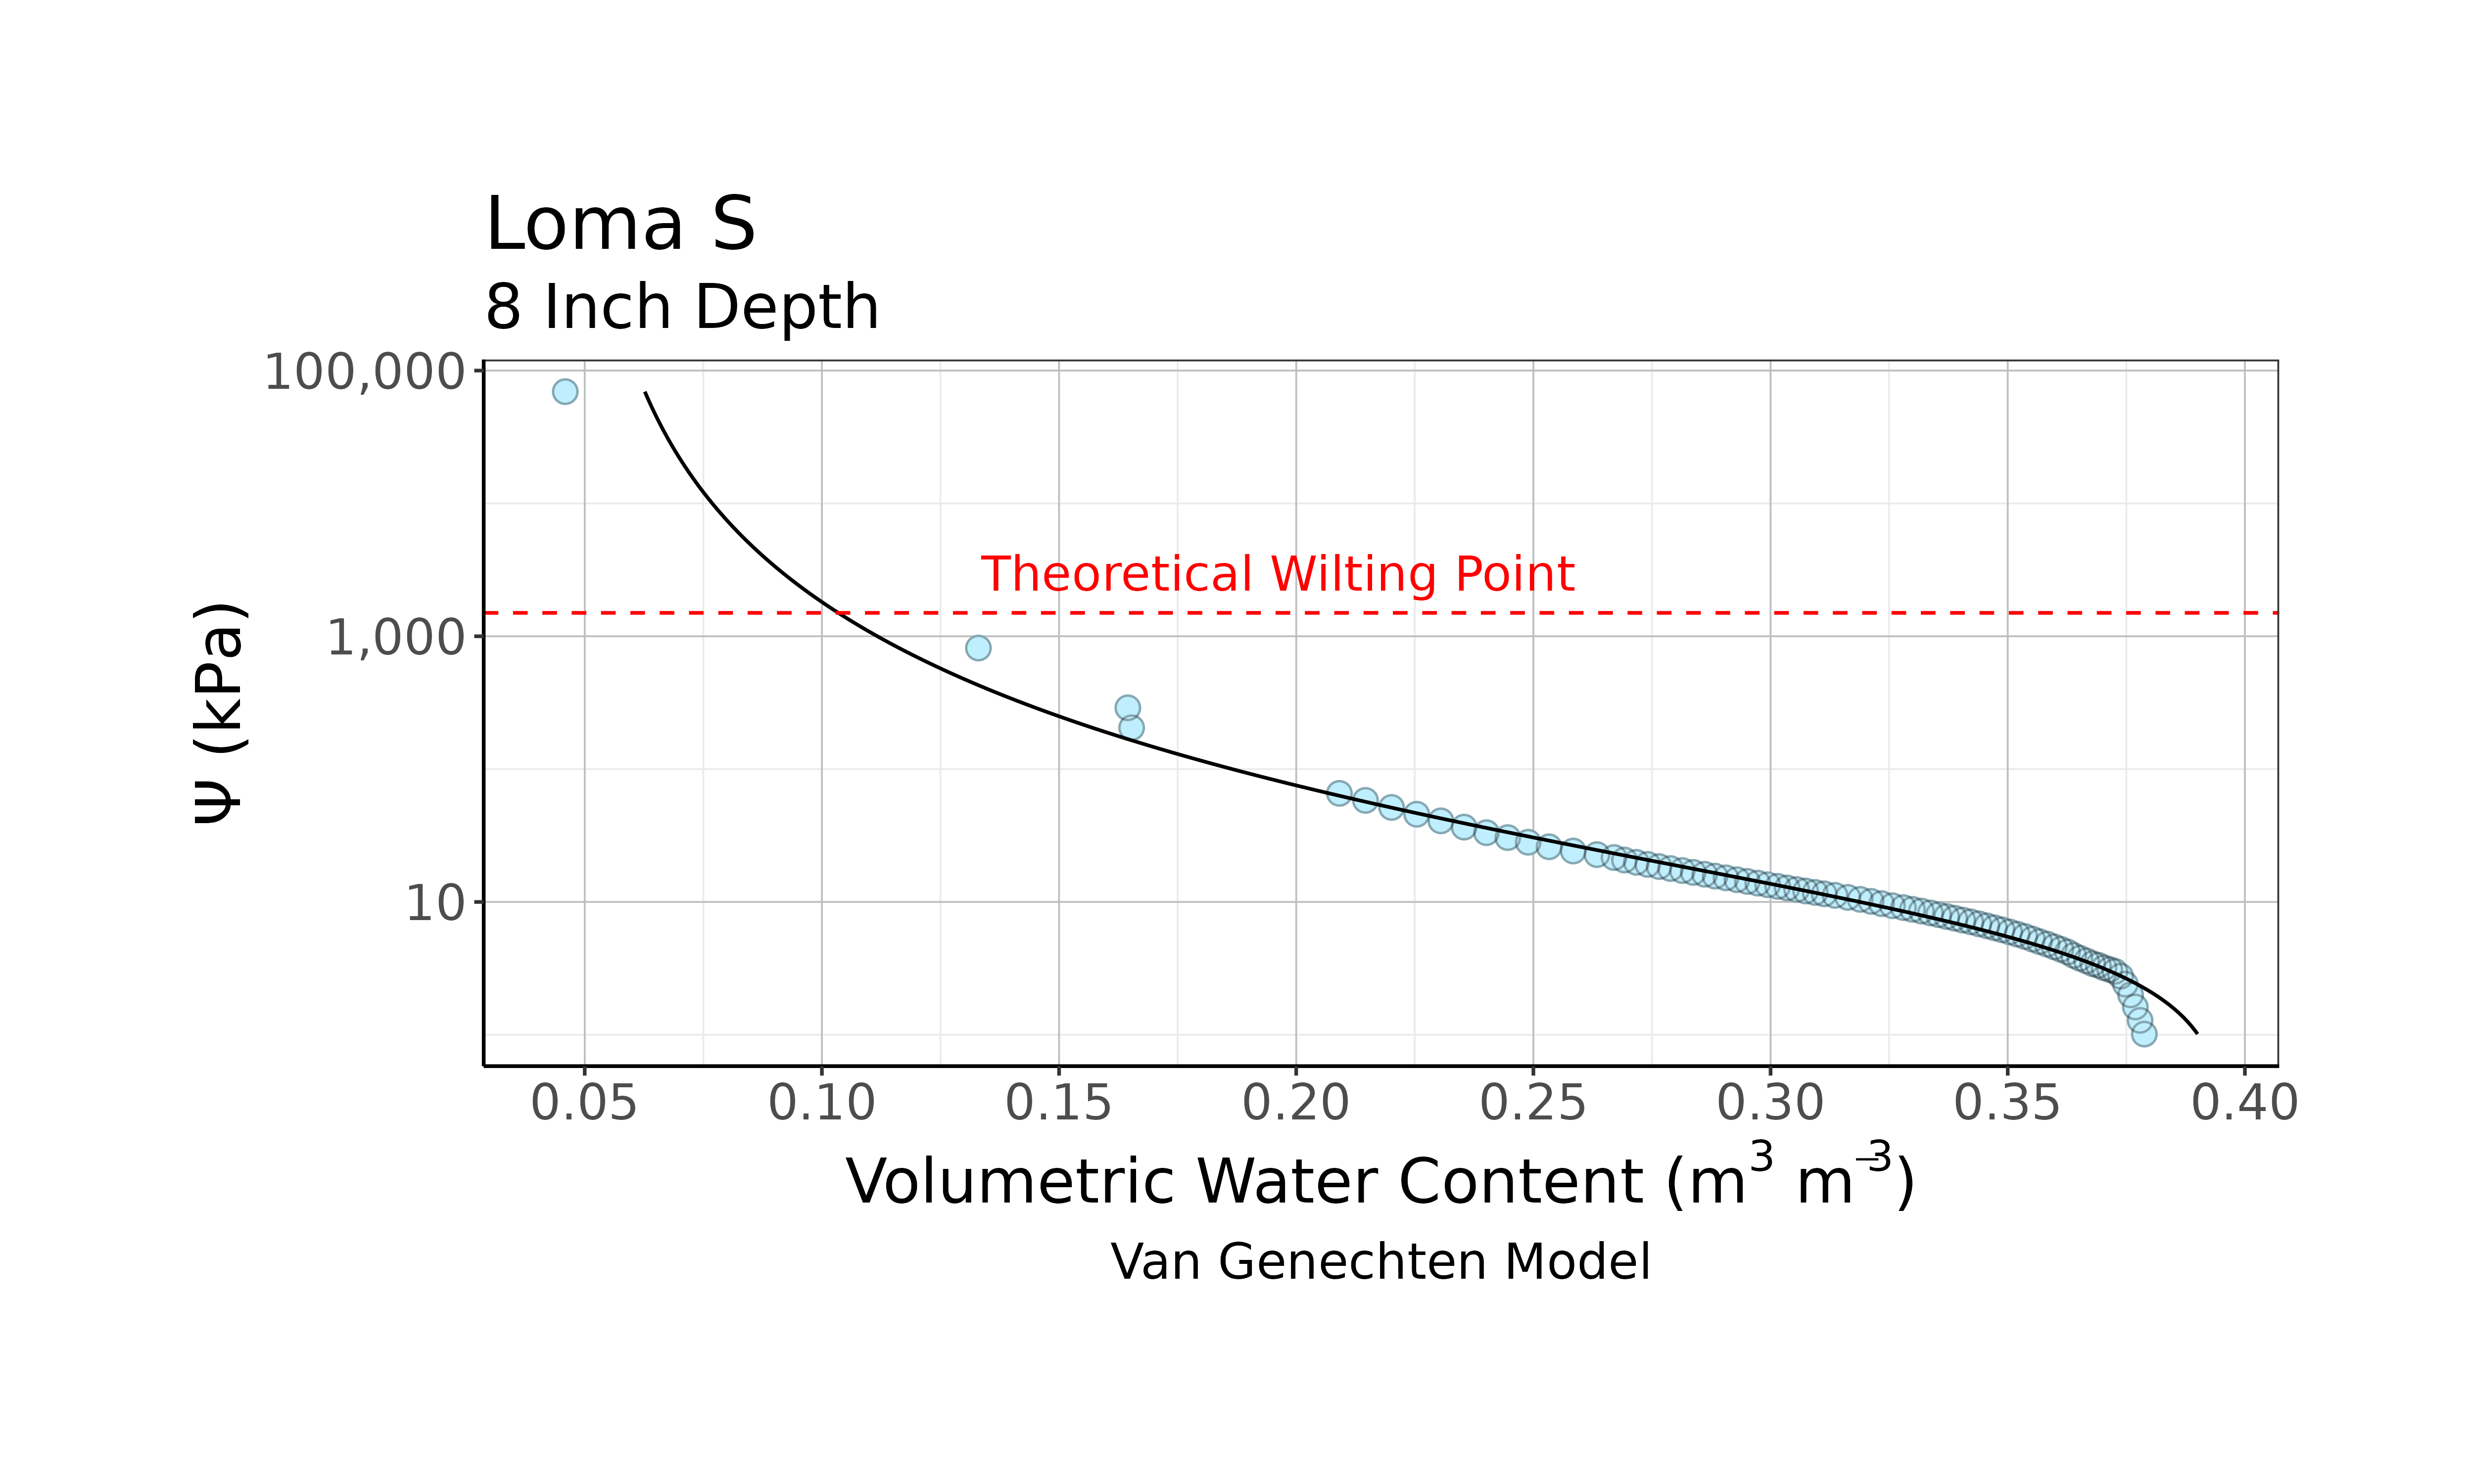 Loma S
8 Inch Depth
100,000
1,000
10
Ψ (kPa)
Theoretical Wilting Point
0.05 0.10 0.15 0.20 0.25 0.30 0.35 0.40
Volumetric Water Content (m³ m⁻³)
Van Genechten Model